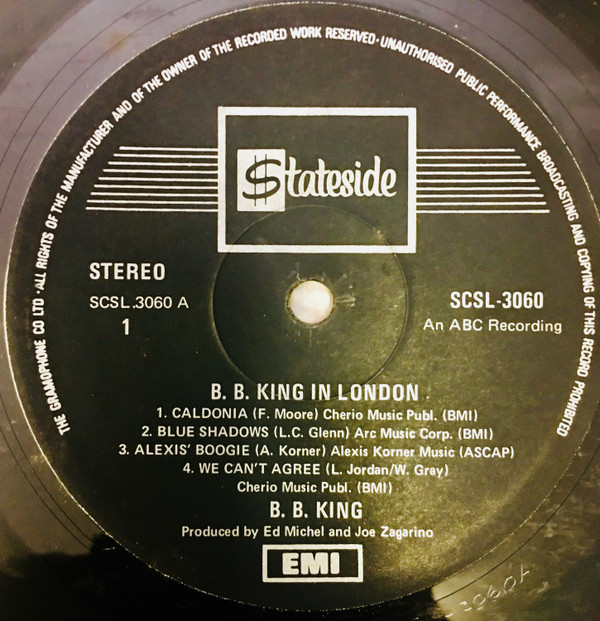 THE GRAMOPHONE CO LTD · ALL RIGHTS OF THE MANUFACTURER AND OF THE OWNER OF THE RECORDED WORK RESERVED · UNAUTHORISED PUBLIC PERFORMANCE BROADCASTING AND COPYING OF THIS RECORD PROHIBITED
$tateside
STEREO
SCSL.3060 A
1
SCSL-3060
An ABC Recording
B. B. KING IN LONDON
1. CALDONIA (F. Moore) Cherio Music Publ. (BMI)
2. BLUE SHADOWS (L.C. Glenn) Arc Music Corp. (BMI)
3. ALEXIS' BOOGIE (A. Korner) Alexis Korner Music (ASCAP)
4. WE CAN'T AGREE (L. Jordan/W. Gray)
Cherio Music Publ. (BMI)
B. B. KING
Produced by Ed Michel and Joe Zagarino
EMI